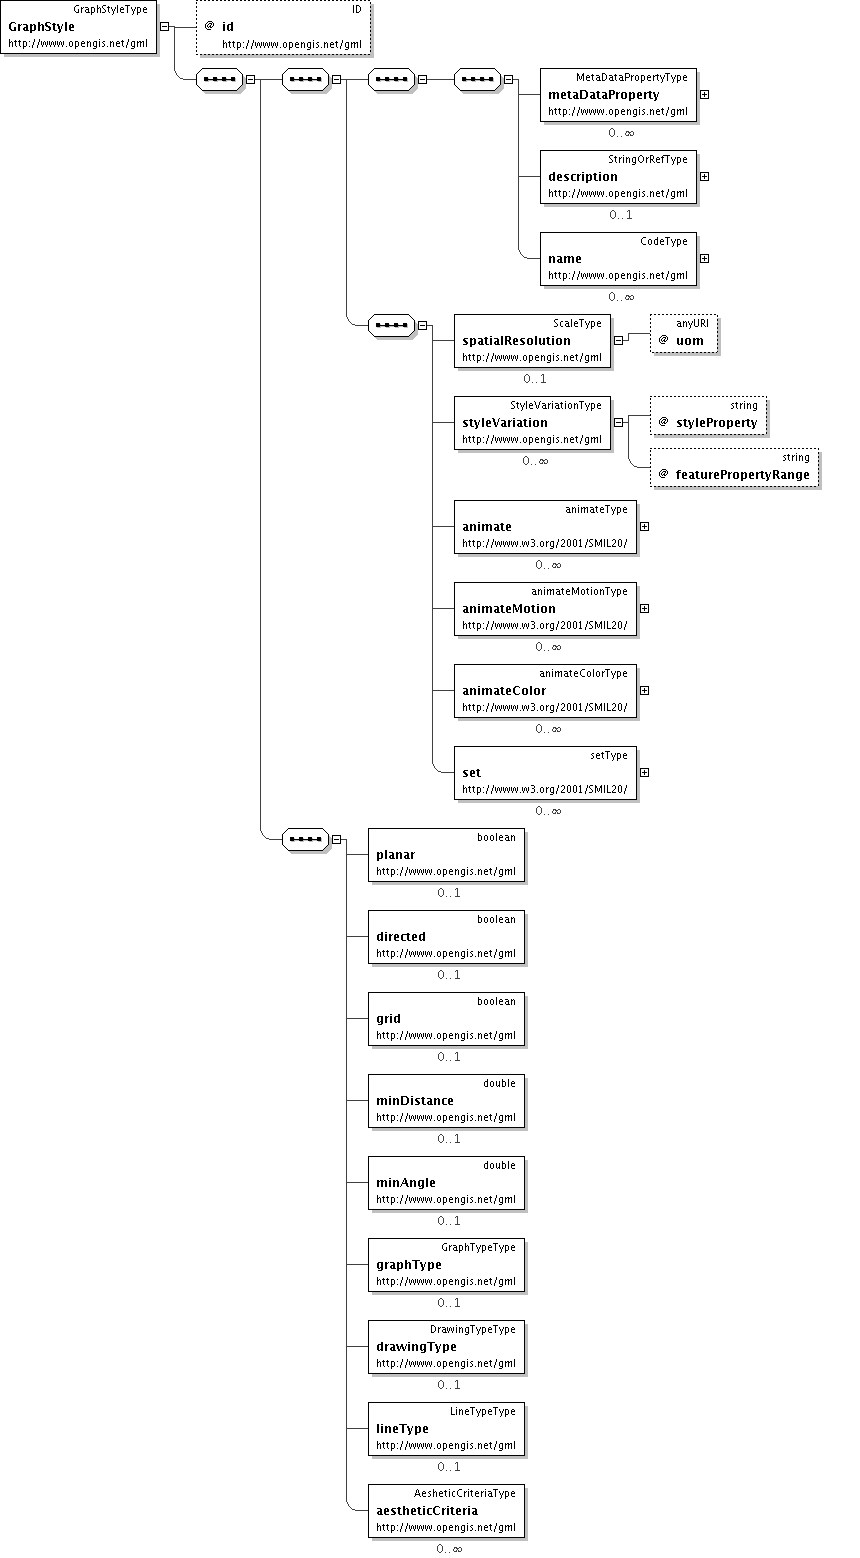 GraphStyleType
GraphStyle
http://www.opengis.net/gml
ID
@ id
http://www.opengis.net/gml
MetaDataPropertyType
metaDataProperty
http://www.opengis.net/gml
0..∞
StringOrRefType
description
http://www.opengis.net/gml
0..1
CodeType
name
http://www.opengis.net/gml
0..∞
ScaleType
spatialResolution
http://www.opengis.net/gml
0..1
anyURI
@ uom
StyleVariationType
styleVariation
http://www.opengis.net/gml
0..∞
string
@ styleProperty
string
@ featurePropertyRange
animateType
animate
http://www.w3.org/2001/SMIL20/
0..∞
animateMotionType
animateMotion
http://www.w3.org/2001/SMIL20/
0..∞
animateColorType
animateColor
http://www.w3.org/2001/SMIL20/
0..∞
setType
set
http://www.w3.org/2001/SMIL20/
0..∞
boolean
planar
http://www.opengis.net/gml
0..1
boolean
directed
http://www.opengis.net/gml
0..1
boolean
grid
http://www.opengis.net/gml
0..1
double
minDistance
http://www.opengis.net/gml
0..1
double
minAngle
http://www.opengis.net/gml
0..1
GraphTypeType
graphType
http://www.opengis.net/gml
0..1
DrawingTypeType
drawingType
http://www.opengis.net/gml
0..1
LineTypeType
lineType
http://www.opengis.net/gml
0..1
AesheticCriteriaType
aestheticCriteria
http://www.opengis.net/gml
0..∞